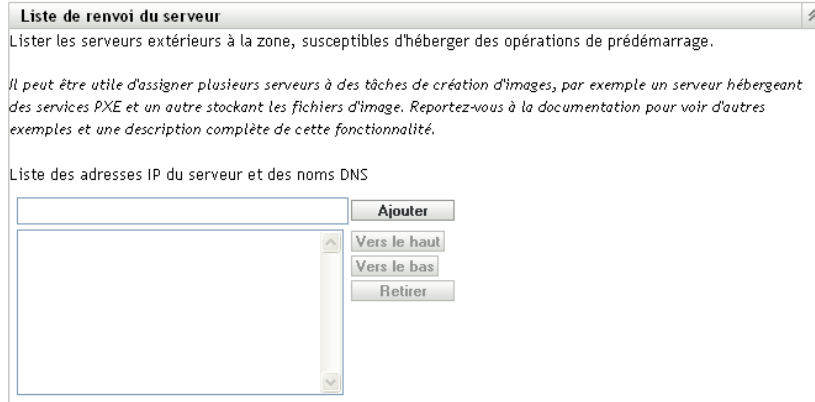 Liste de renvoi du serveur
Lister les serveurs extérieurs à la zone, susceptibles d'héberger des opérations de prédémarrage.
Il peut être utile d'assigner plusieurs serveurs à des tâches de création d'images, par exemple un serveur hébergeant
des services PXE et un autre stockant les fichiers d'image. Reportez-vous à la documentation pour voir d'autres
exemples et une description complète de cette fonctionnalité.
Liste des adresses IP du serveur et des noms DNS
Ajouter
Vers le haut
Vers le bas
Retirer